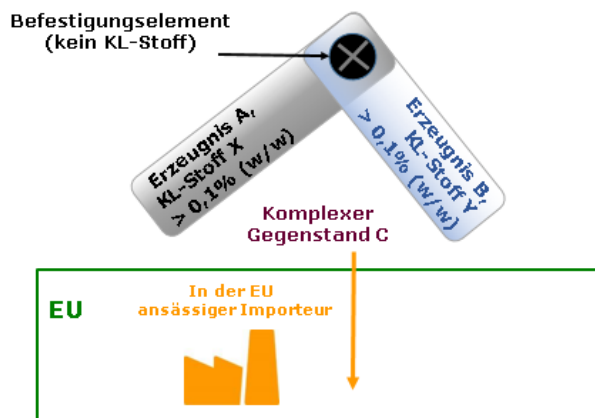 Befestigungselement
(kein KL-Stoff)
Erzeugnis A,
KL-Stoff X
> 0,1% (w/w)
Erzeugnis B,
KL-Stoff Y
> 0,1% (w/w)
Komplexer
Gegenstand C
In der EU
ansässiger Importeur
EU